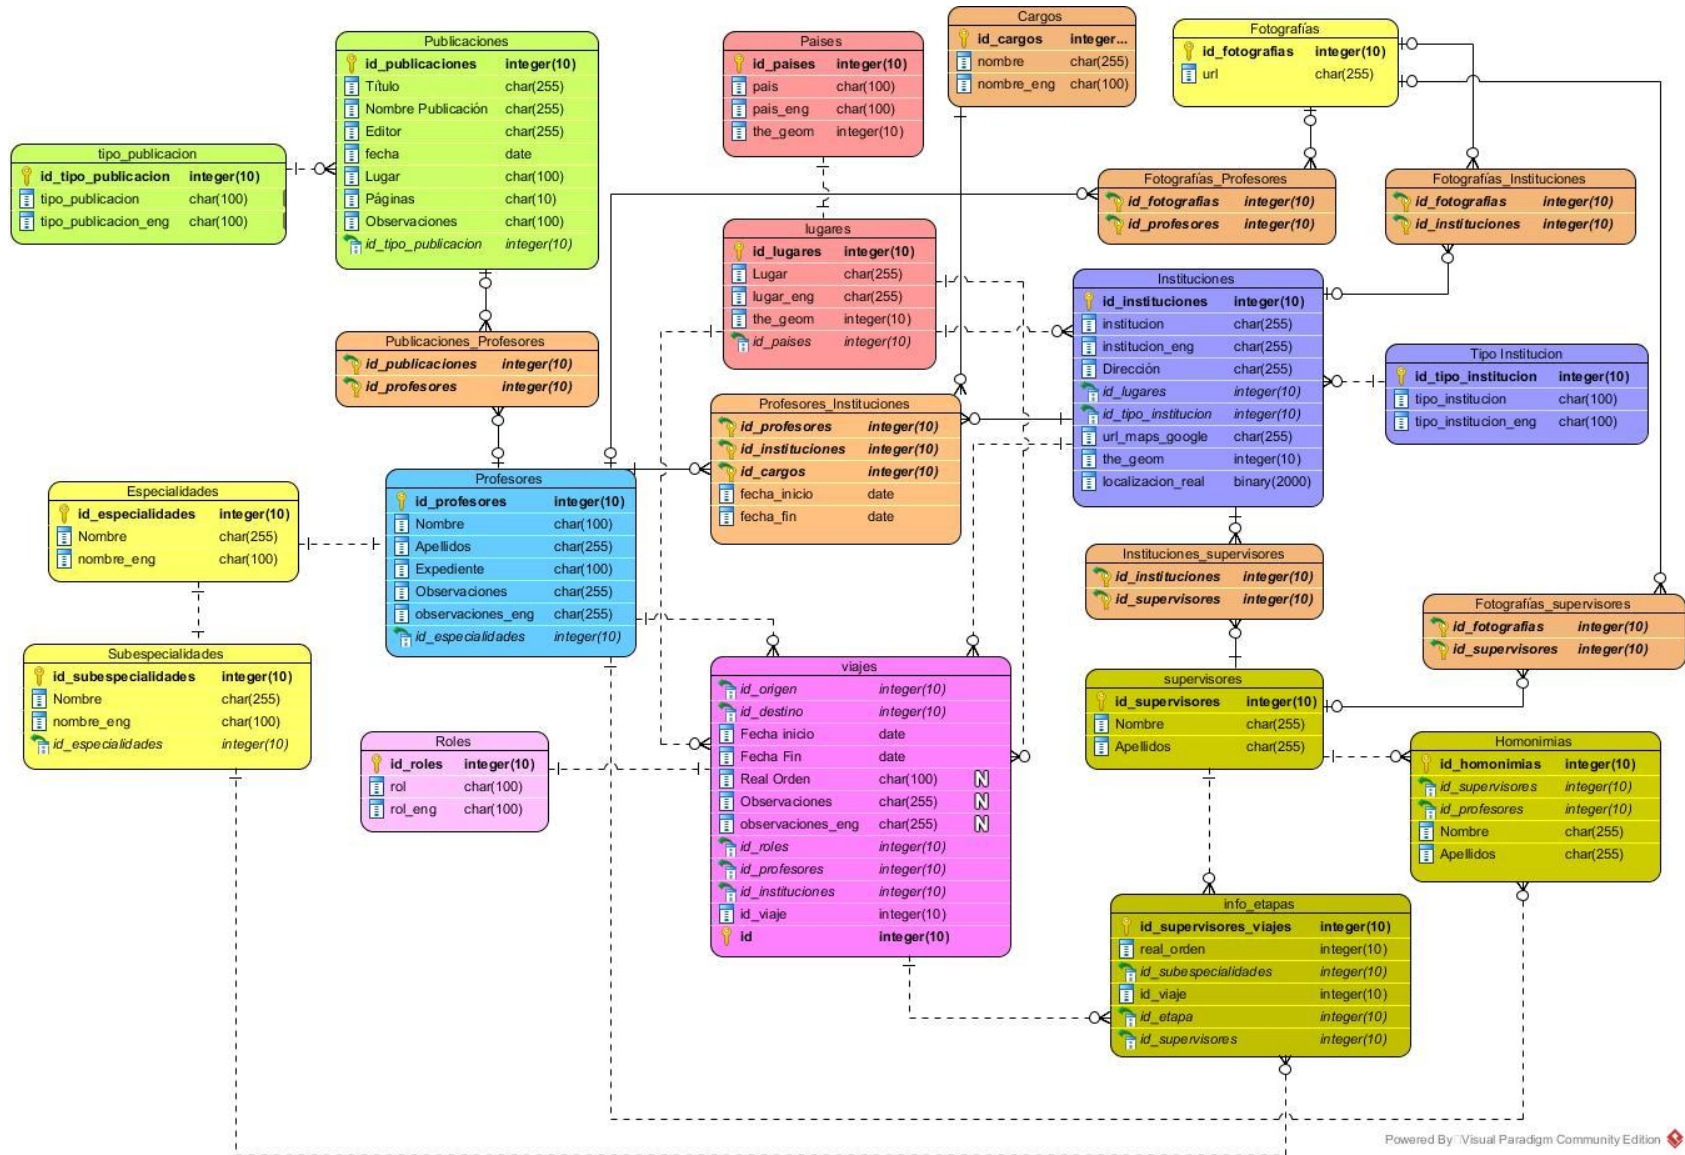 Publicaciones
id_publicaciones integer(10)
Título char(255)
Nombre Publicación char(255)
Editor char(255)
fecha date
Lugar char(100)
Páginas char(10)
Observaciones char(100)
id_tipo_publicacion integer(10)
tipo_publicacion
id_tipo_publicacion integer(10)
tipo_publicacion char(100)
tipo_publicacion_eng char(100)
Paises
id_paises integer(10)
pais char(100)
pais_eng char(100)
the_geom integer(10)
Cargos
id_cargos integer...
nombre char(255)
nombre_eng char(100)
Fotografías
id_fotografias integer(10)
url char(255)
Fotografías_Profesores
id_fotografias integer(10)
id_profesores integer(10)
Fotografías_Instituciones
id_fotografias integer(10)
id_instituciones integer(10)
lugares
id_lugares integer(10)
Lugar char(255)
lugar_eng char(255)
the_geom integer(10)
id_paises integer(10)
Instituciones
id_instituciones integer(10)
institucion char(255)
institucion_eng char(255)
Dirección char(255)
id_lugares integer(10)
id_tipo_institucion integer(10)
url_maps_google char(255)
the_geom integer(10)
localizacion_real binary(2000)
Tipo Institucion
id_tipo_institucion integer(10)
tipo_institucion char(100)
tipo_institucion_eng char(100)
Publicaciones_Profesores
id_publicaciones integer(10)
id_profesores integer(10)
Profesores_Instituciones
id_profesores integer(10)
id_instituciones integer(10)
id_cargos integer(10)
fecha_inicio date
fecha_fin date
Profesores
id_profesores integer(10)
Nombre char(100)
Apellidos char(255)
Expediente char(100)
Observaciones char(255)
observaciones_eng char(255)
id_especialidades integer(10)
Especialidades
id_especialidades integer(10)
Nombre char(255)
nombre_eng char(100)
Subespecialidades
id_subespecialidades integer(10)
Nombre char(255)
nombre_eng char(100)
id_especialidades integer(10)
Instituciones_supervisores
id_instituciones integer(10)
id_supervisores integer(10)
Fotografías_supervisores
id_fotografias integer(10)
id_supervisores integer(10)
viajes
id_origen integer(10)
id_destino integer(10)
Fecha inicio date
Fecha Fin date
Real Orden char(100) N
Observaciones char(255) N
observaciones_eng char(255) N
id_roles integer(10)
id_profesores integer(10)
id_instituciones integer(10)
id_viaje integer(10)
id integer(10)
Roles
id_roles integer(10)
rol char(100)
rol_eng char(100)
supervisores
id_supervisores integer(10)
Nombre char(255)
Apellidos char(255)
Homonimias
id_homonimias integer(10)
id_supervisores integer(10)
id_profesores integer(10)
Nombre char(255)
Apellidos char(255)
info_etapas
id_supervisores_viajes integer(10)
real_orden integer(10)
id_subespecialidades integer(10)
id_viaje integer(10)
id_etapa integer(10)
id_supervisores integer(10)
Powered By Visual Paradigm Community Edition